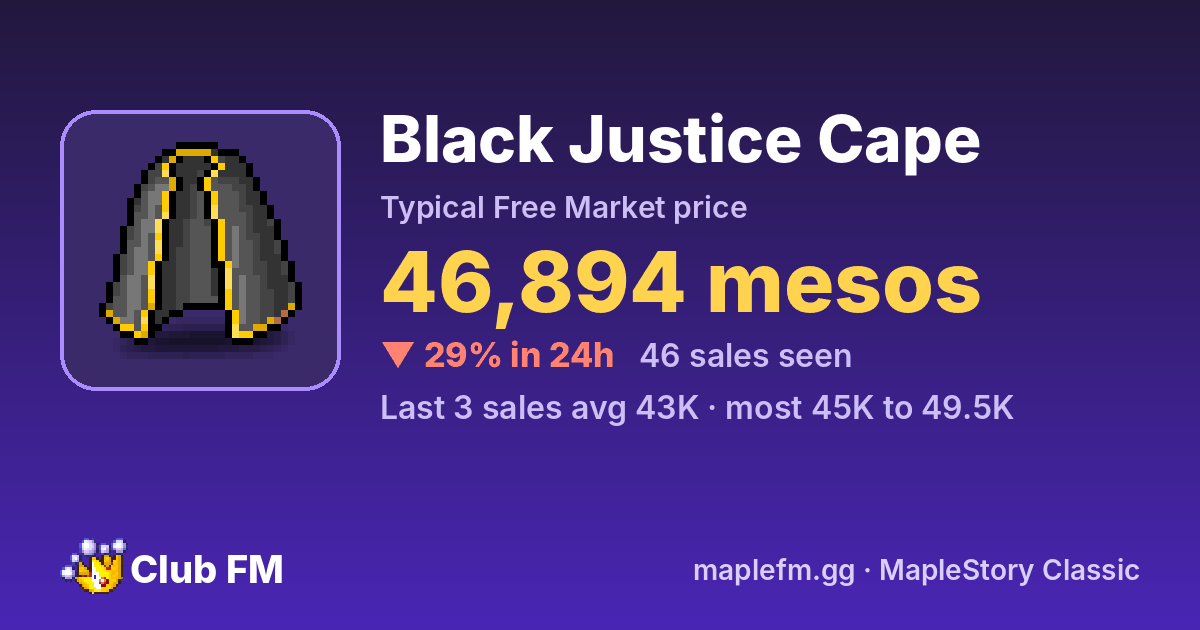 Black Justice Cape
Typical Free Market price
46,894 mesos
▼ 29% in 24h 46 sales seen
Last 3 sales avg 43K · most 45K to 49.5K
Club FM
maplefm.gg · MapleStory Classic